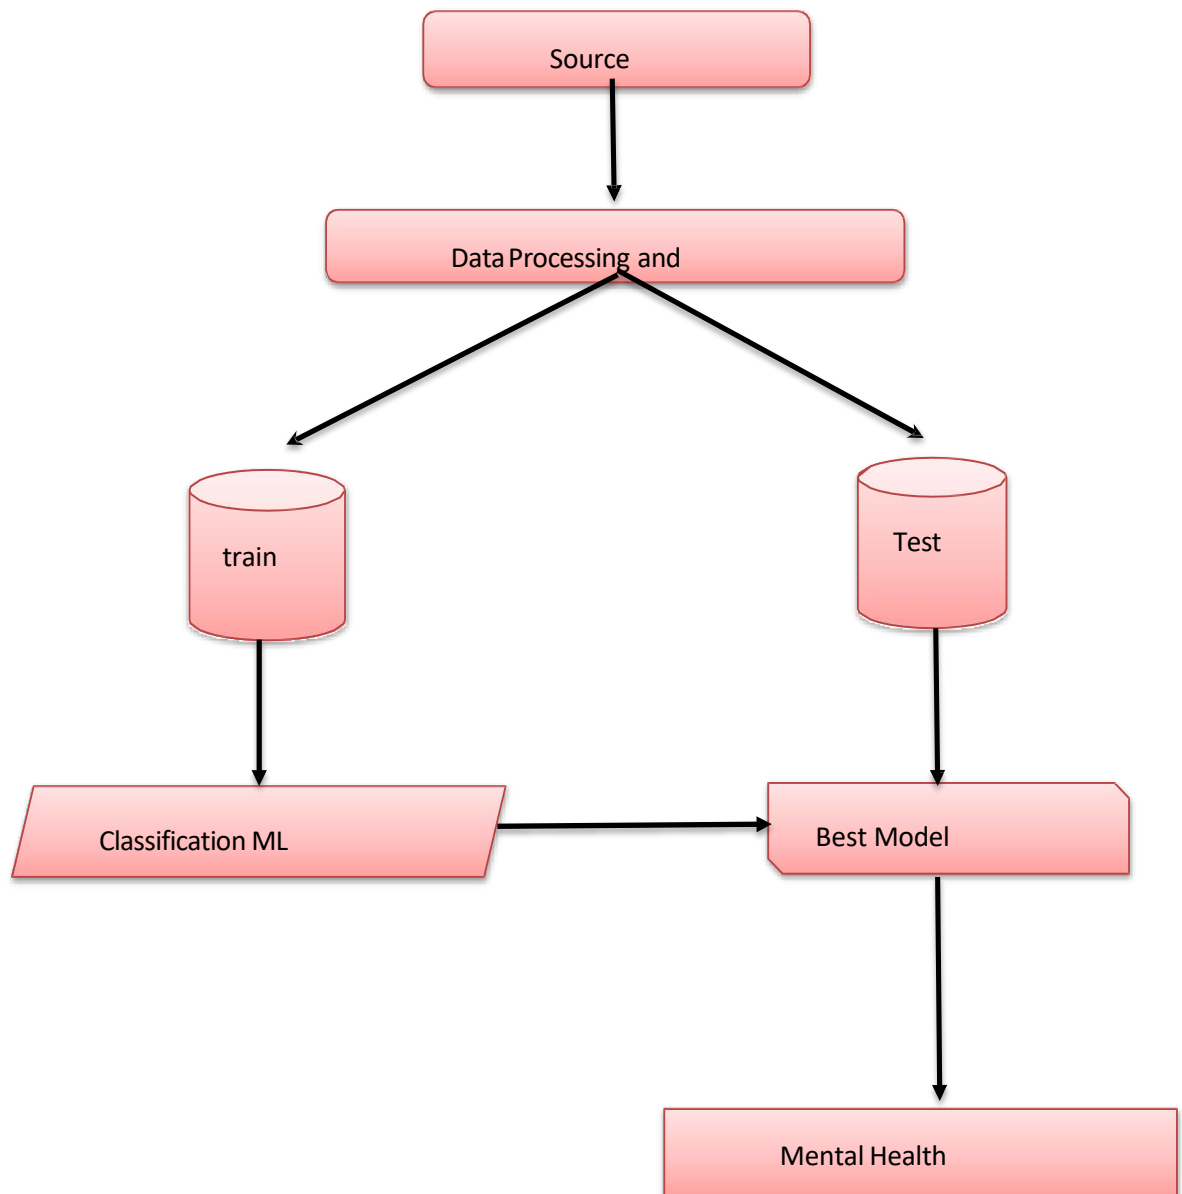 Source
Data Processing and
train
Test
Classification ML
Best Model
Mental Health